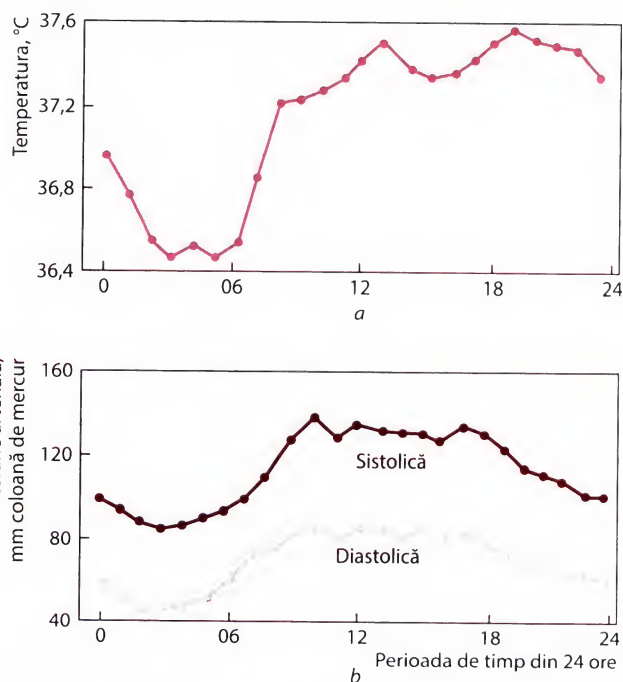 Temperatura, °C
37,6
37,2
36,8
36,4
0 06 12 18 24
a
mm coloană de mercur
160
120
80
40
Sistolică
Diastolică
0 06 12 18 24
Perioada de timp din 24 ore
b